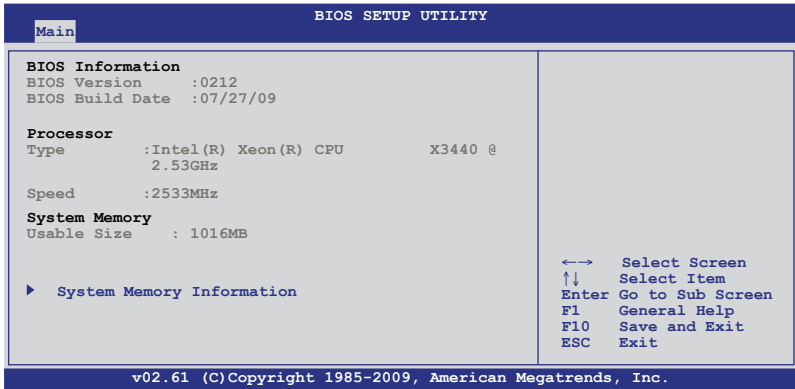 BIOS SETUP UTILITY
Main
BIOS Information
BIOS Version :0212
BIOS Build Date :07/27/09
Processor
Type :Intel(R) Xeon(R) CPU X3440 @
2.53GHz
Speed :2533MHz
System Memory
Usable Size : 1016MB
System Memory Information
←→ Select Screen
↑↓ Select Item
Enter Go to Sub Screen
F1 General Help
F10 Save and Exit
ESC Exit
v02.61 (C)Copyright 1985-2009, American Megatrends, Inc.